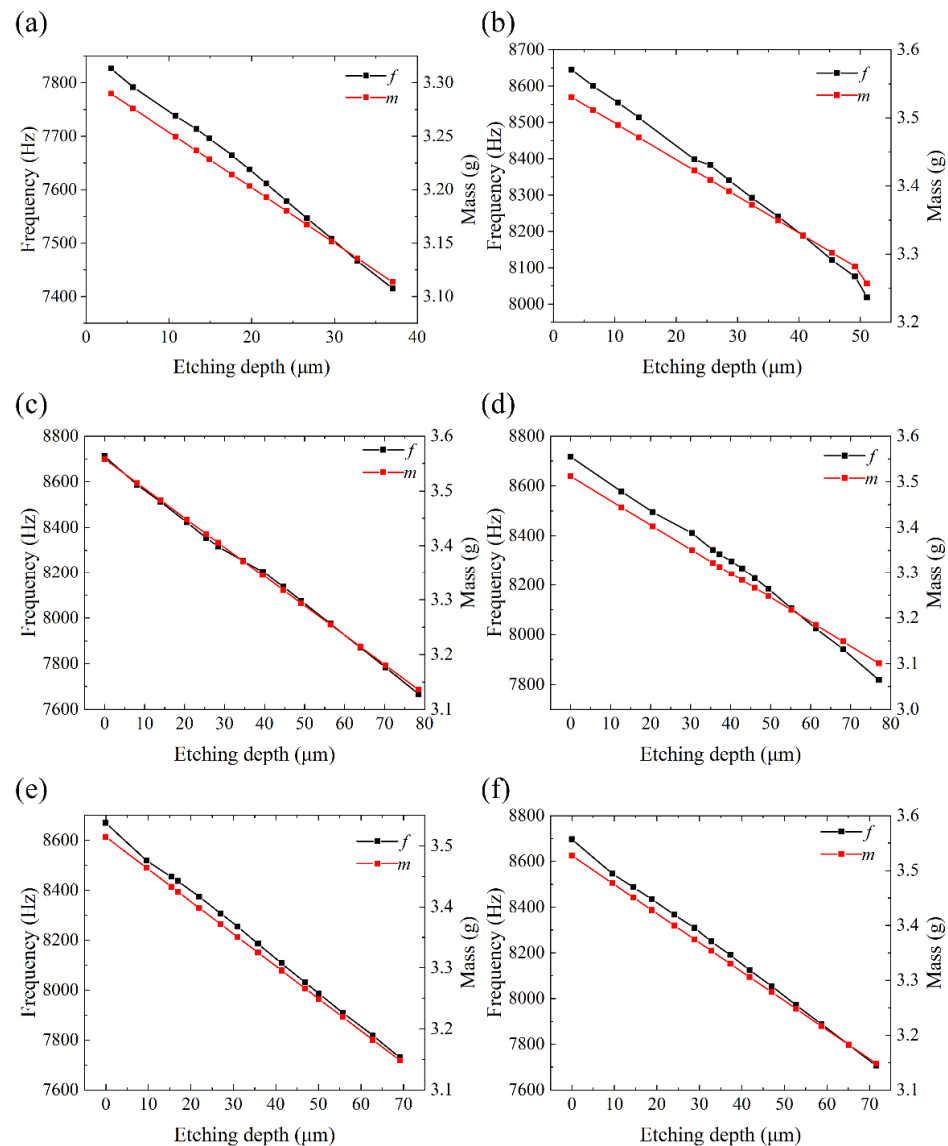 (a)
7800
7700
7600
7500
7400
Frequency (Hz)
f
m
3.30
3.25
3.20
3.15
3.10
Mass (g)
0 10 20 30 40
Etching depth (μm)
(b)
8700
8600
8500
8400
8300
8200
8100
8000
Frequency (Hz)
f
m
3.6
3.5
3.4
3.3
3.2
Mass (g)
0 10 20 30 40 50
Etching depth (μm)
(c)
8800
8600
8400
8200
8000
7800
7600
Frequency (Hz)
f
m
3.6
3.5
3.4
3.3
3.2
3.1
Mass (g)
0 10 20 30 40 50 60 70 80
Etching depth (μm)
(d)
8800
8600
8400
8200
8000
7800
Frequency (Hz)
f
m
3.6
3.5
3.4
3.3
3.2
3.1
3.0
Mass (g)
0 10 20 30 40 50 60 70 80
Etching depth (μm)
(e)
8600
8400
8200
8000
7800
7600
Frequency (Hz)
f
m
3.5
3.4
3.3
3.2
3.1
Mass (g)
0 10 20 30 40 50 60 70
Etching depth (μm)
(f)
8800
8600
8400
8200
8000
7800
7600
Frequency (Hz)
f
m
3.6
3.5
3.4
3.3
3.2
3.1
Mass (g)
0 10 20 30 40 50 60 70
Etching depth (μm)